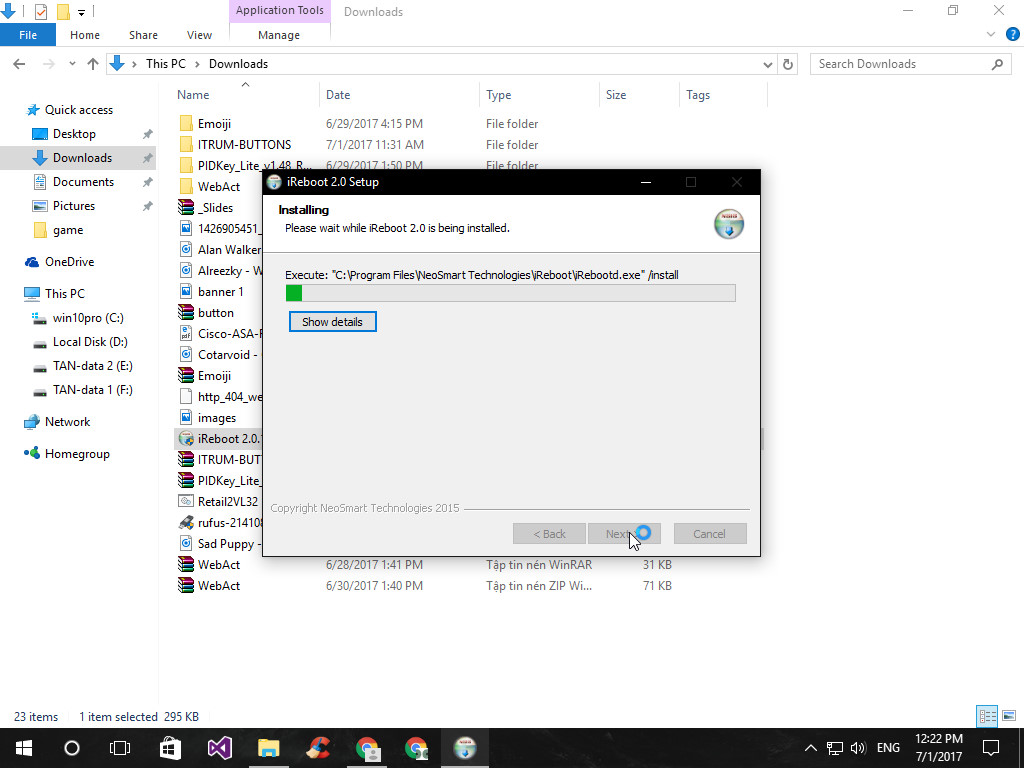 Application Tools
Downloads
File
Home
Share
View
Manage
This PC
Downloads
Search Downloads
Quick access
Desktop
Downloads
Documents
Pictures
game
OneDrive
This PC
win10pro (C:)
Local Disk (D:)
TAN-data 2 (E:)
TAN-data 1 (F:)
Network
Homegroup
Name Date Type Size Tags
Emoiji 6/29/2017 4:15 PM File folder
ITRUM-BUTTONS 7/1/2017 11:31 AM File folder
PIDKey_Lite_v1.48_R... 6/29/2017 1:50 PM File folder
WebAct
_Slides
1426905451_
Alan Walker
Alreezky - W
banner 1
button
Cisco-ASA-F
Cotarvoid -
Emoiji
http_404_we
images
iReboot 2.0.
ITRUM-BUT
PIDKey_Lite_
Retail2VL32
rufus-21410
Sad Puppy -
WebAct 6/28/2017 1:41 PM Tập tin nén WinRAR 31 KB
WebAct 6/30/2017 1:40 PM Tập tin nén ZIP Wi... 71 KB
iReboot 2.0 Setup
Installing
Please wait while iReboot 2.0 is being installed.
Execute: "C:\Program Files\NeoSmart Technologies\iReboot\iRebootd.exe" /install
Show details
Copyright NeoSmart Technologies 2015
< Back
Next
Cancel
23 items 1 item selected 295 KB
ENG
12:22 PM
7/1/2017